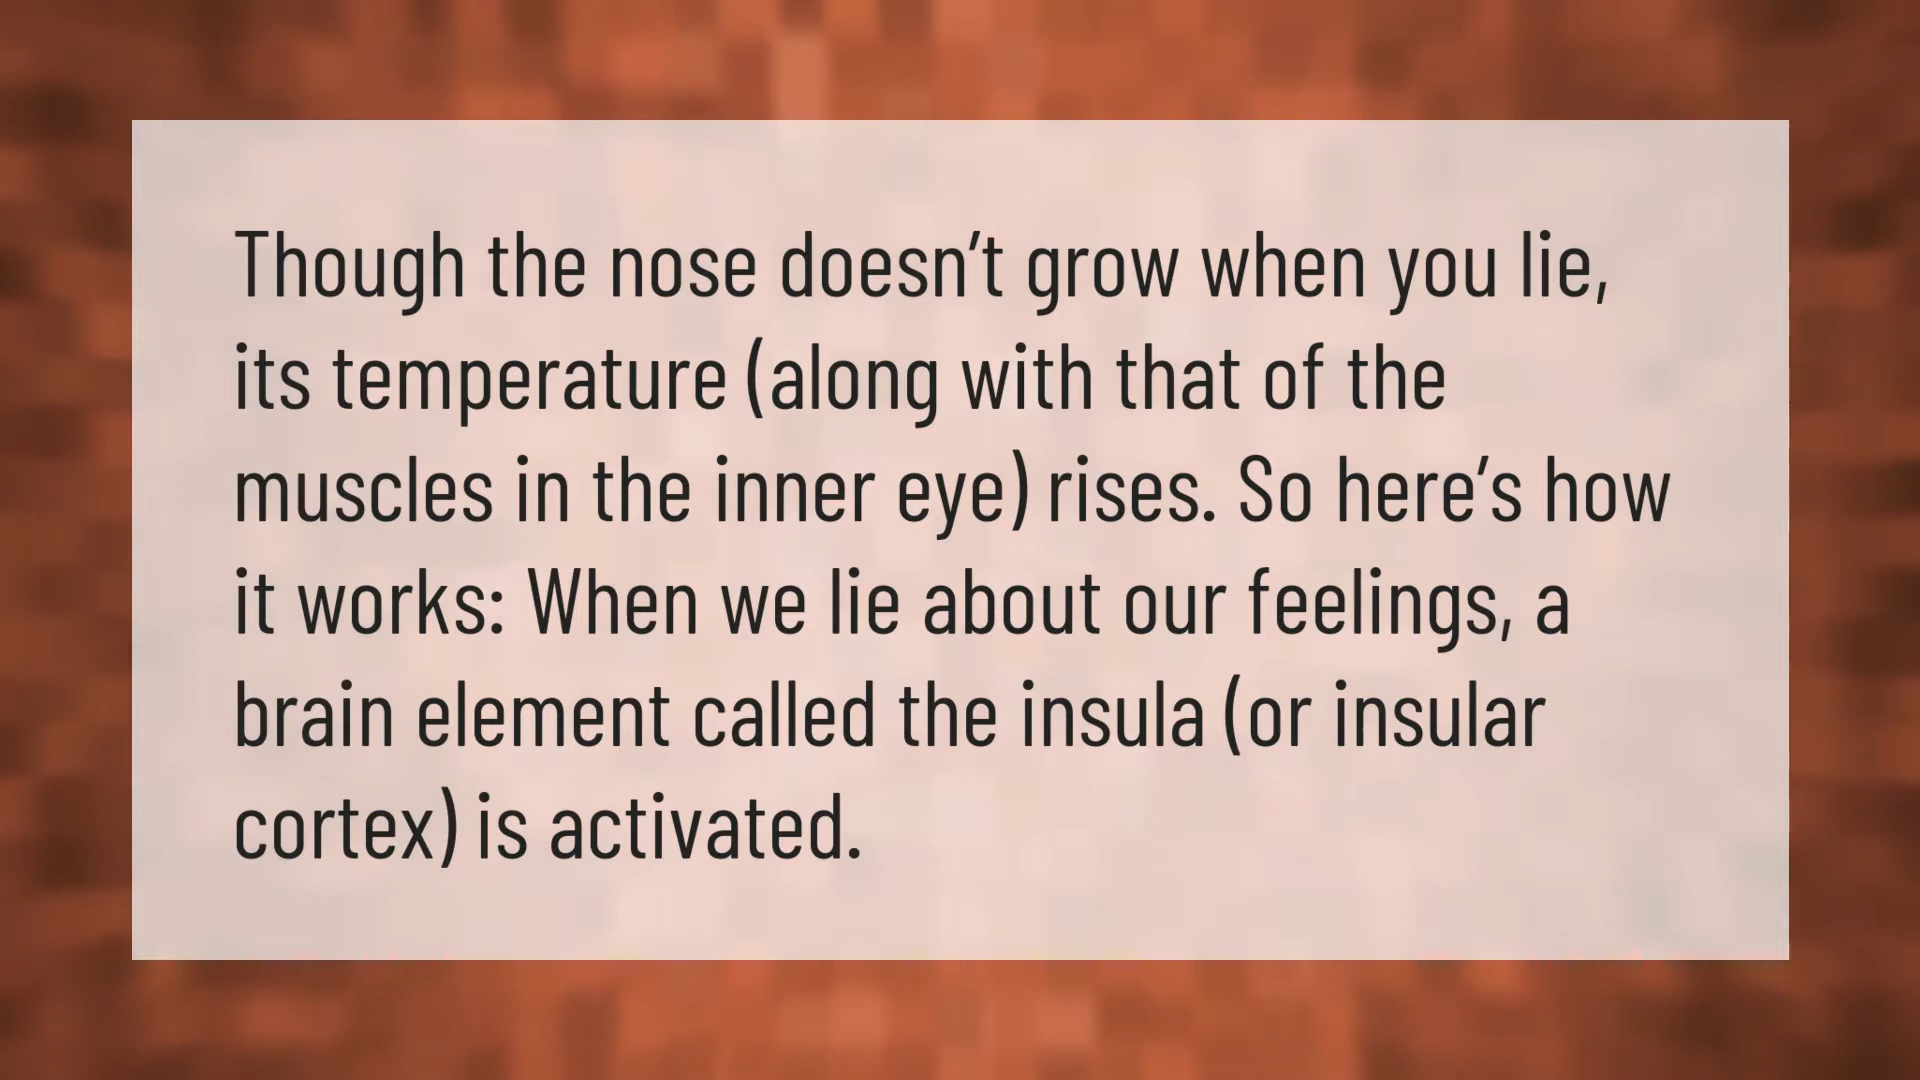 Though the nose doesn’t grow when you lie,
its temperature (along with that of the
muscles in the inner eye) rises. So here’s how
it works: When we lie about our feelings, a
brain element called the insula (or insular
cortex) is activated.